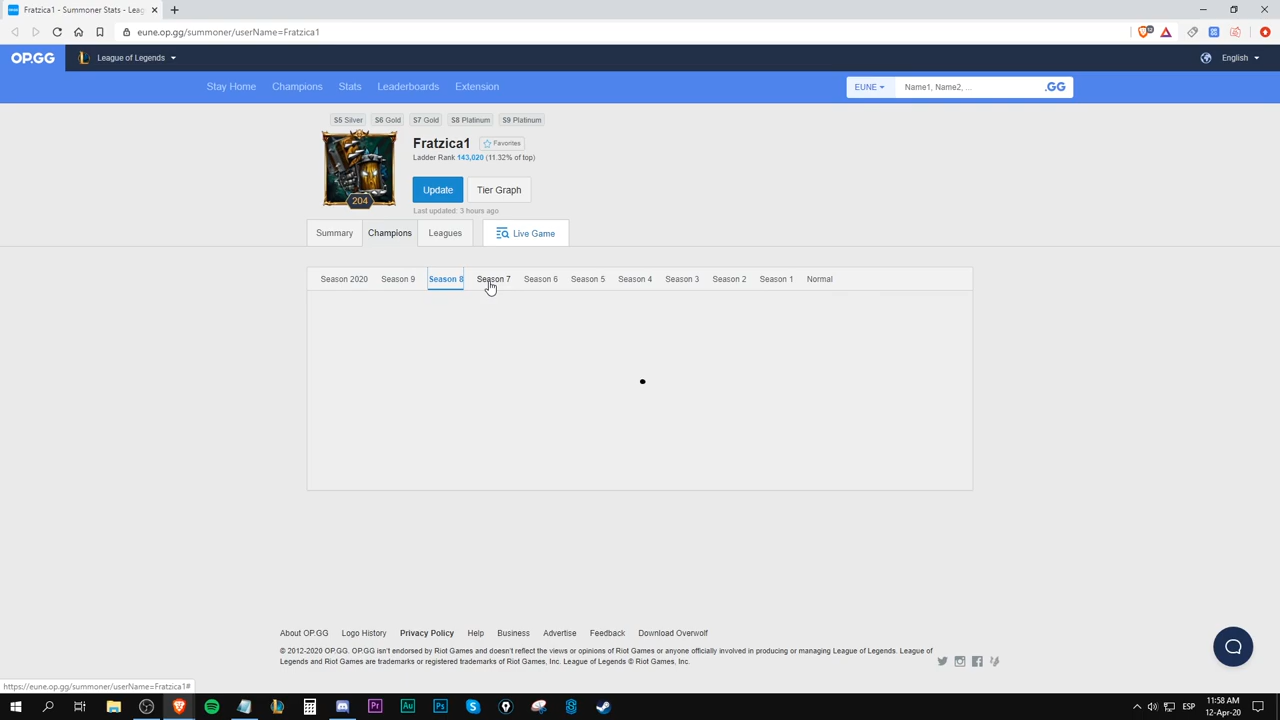 Fratzica1 - Summoner Stats - Leag
eune.op.gg/summoner/userName=Fratzica1
OP.GG
League of Legends
English
Stay Home
Champions
Stats
Leaderboards
Extension
EUNE
Name1, Name2, ...
.GG
S5 Silver
S6 Gold
S7 Gold
S8 Platinum
S9 Platinum
Fratzica1
Favorites
Ladder Rank 143,020 (11.32% of top)
204
Update
Tier Graph
Last updated: 3 hours ago
Summary
Champions
Leagues
Live Game
Season 2020
Season 9
Season 8
Season 7
Season 6
Season 5
Season 4
Season 3
Season 2
Season 1
Normal
About OP.GG
Logo History
Privacy Policy
Help
Business
Advertise
Feedback
Download Overwolf
© 2012-2020 OP.GG. OP.GG isn't endorsed by Riot Games and doesn't reflect the views or opinions of Riot Games or anyone officially involved in producing or managing League of Legends. League of
Legends and Riot Games are trademarks or registered trademarks of Riot Games, Inc. League of Legends © Riot Games, Inc.
https://eune.op.gg/summoner/userName=Fratzica1#
Pr
Au
Ps
ESP
11:58 AM
12-Apr-20